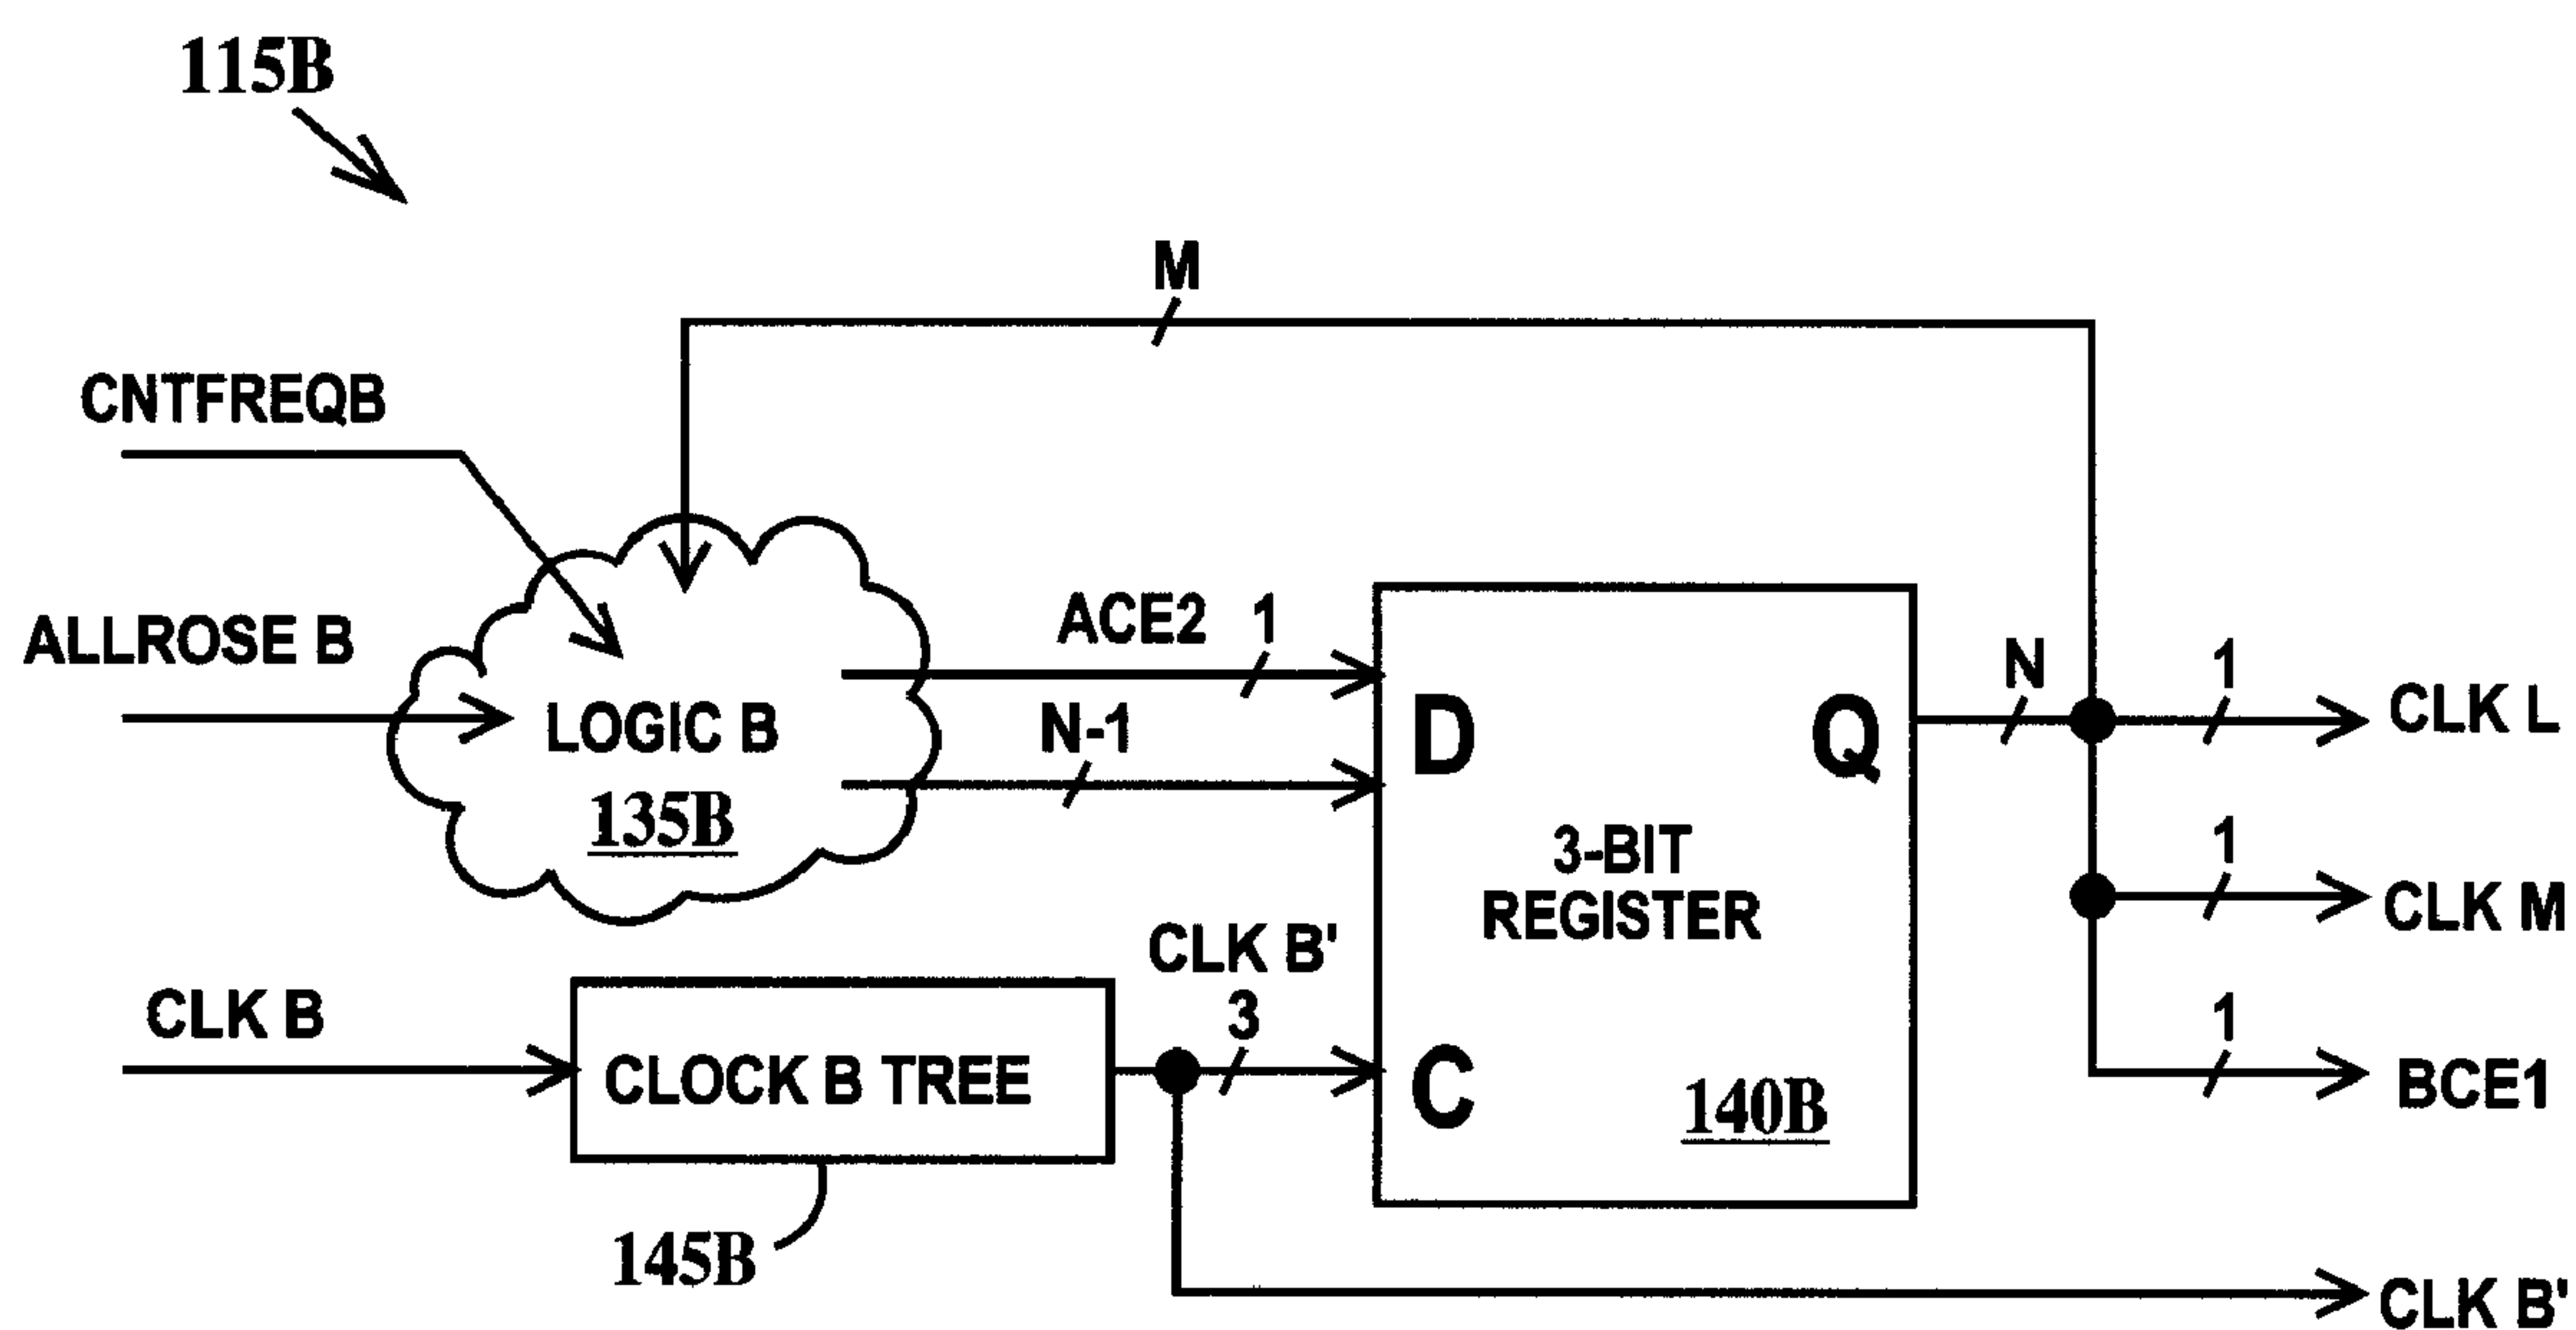 115B
M
CNTFREQB
ALLROSE B
ACE2 1
N-1
LOGIC B
135B
D
Q
N
1
CLK L
3-BIT
REGISTER
1
CLK M
CLK B'
3
CLK B
CLOCK B TREE
C
140B
1
BCE1
145B
CLK B'